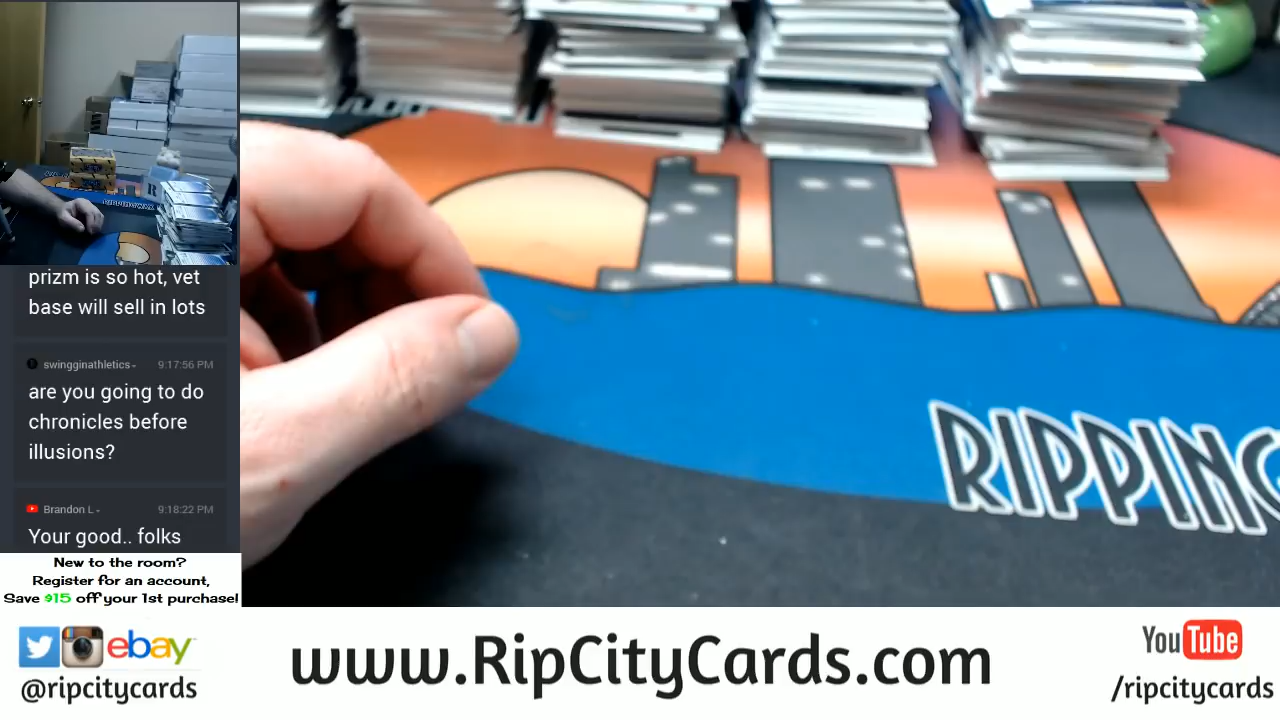 prizm is so hot, vet
base will sell in lots
swingginathletics
9:17:56 PM
are you going to do
chronicles before
illusions?
Brandon L
9:18:22 PM
Your good.. folks
New to the room?
Register for an account,
Save $15 off your 1st purchase!
RIPPING
ebay
@ripcitycards
www.RipCityCards.com
YouTube
/ripcitycards